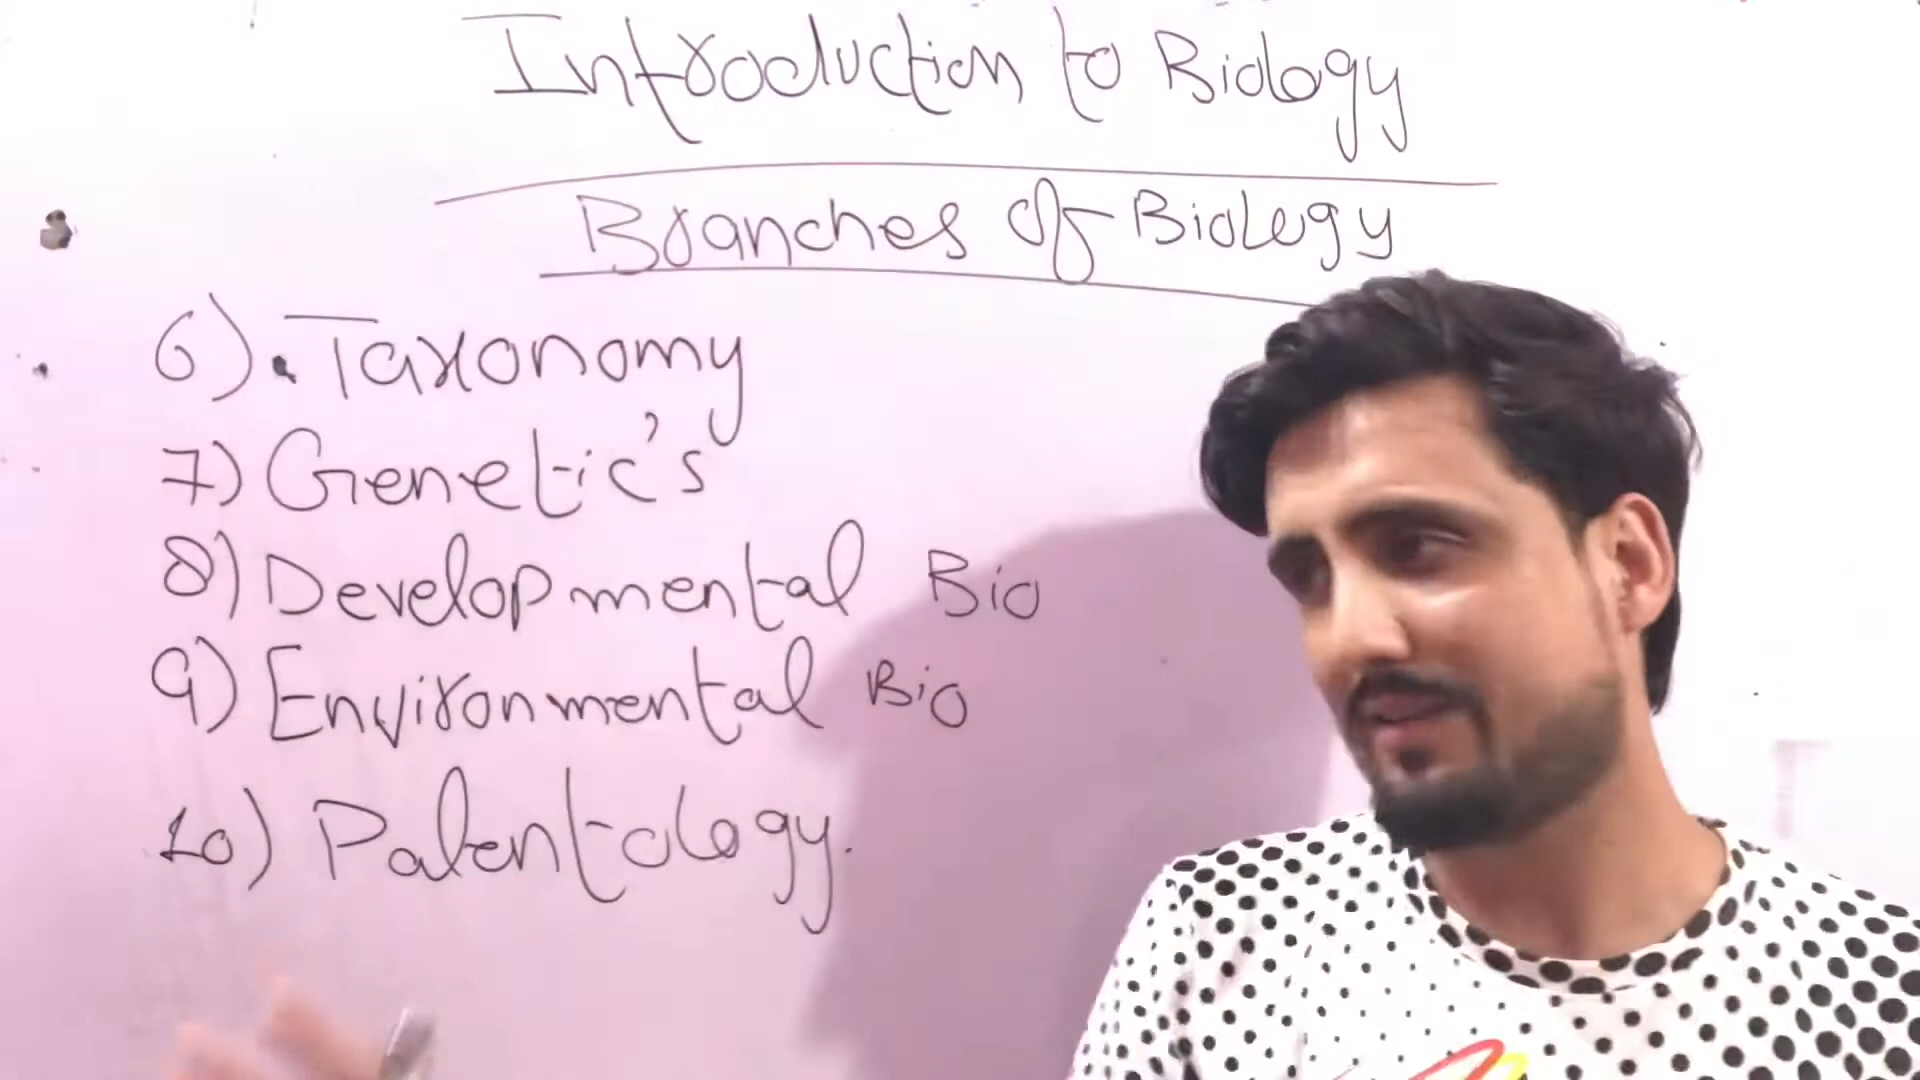 Introduction to Biology
Branches of Biology
6) Taxonomy
7) Genetic's
8) Developmental Bio
9) Environmental Bio
10) Palentology.